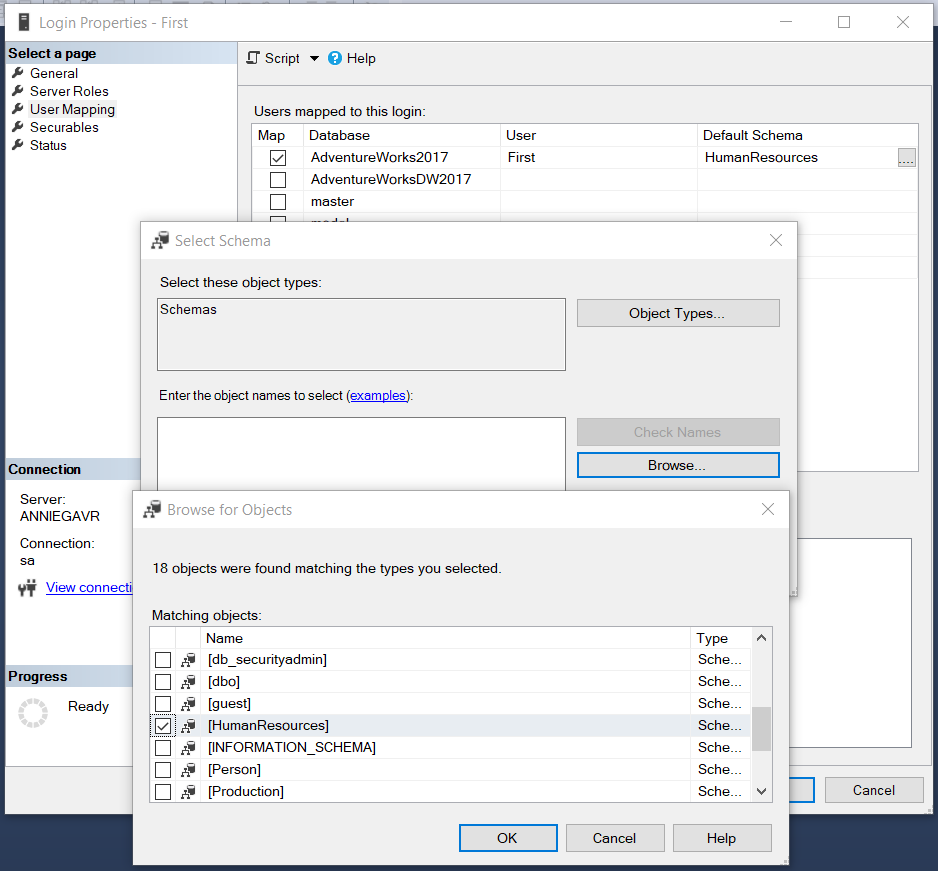 Login Properties - First
Select a page
General
Server Roles
User Mapping
Securables
Status
Script Help
Users mapped to this login:
Map Database User Default Schema
AdventureWorks2017 First HumanResources ....
AdventureWorksDW2017
master
Select Schema
Select these object types:
Schemas
Object Types...
Enter the object names to select (examples):
Check Names
Browse...
Connection
Server:
ANNIEGAVR
Connection:
sa
View connecti
Progress
Ready
Browse for Objects
18 objects were found matching the types you selected.
Matching objects:
Name Type
[db_securityadmin] Sche...
[dbo] Sche...
[guest] Sche...
[HumanResources] Sche...
[INFORMATION_SCHEMA] Sche...
[Person] Sche...
[Production] Sche...
OK Cancel Help
Cancel